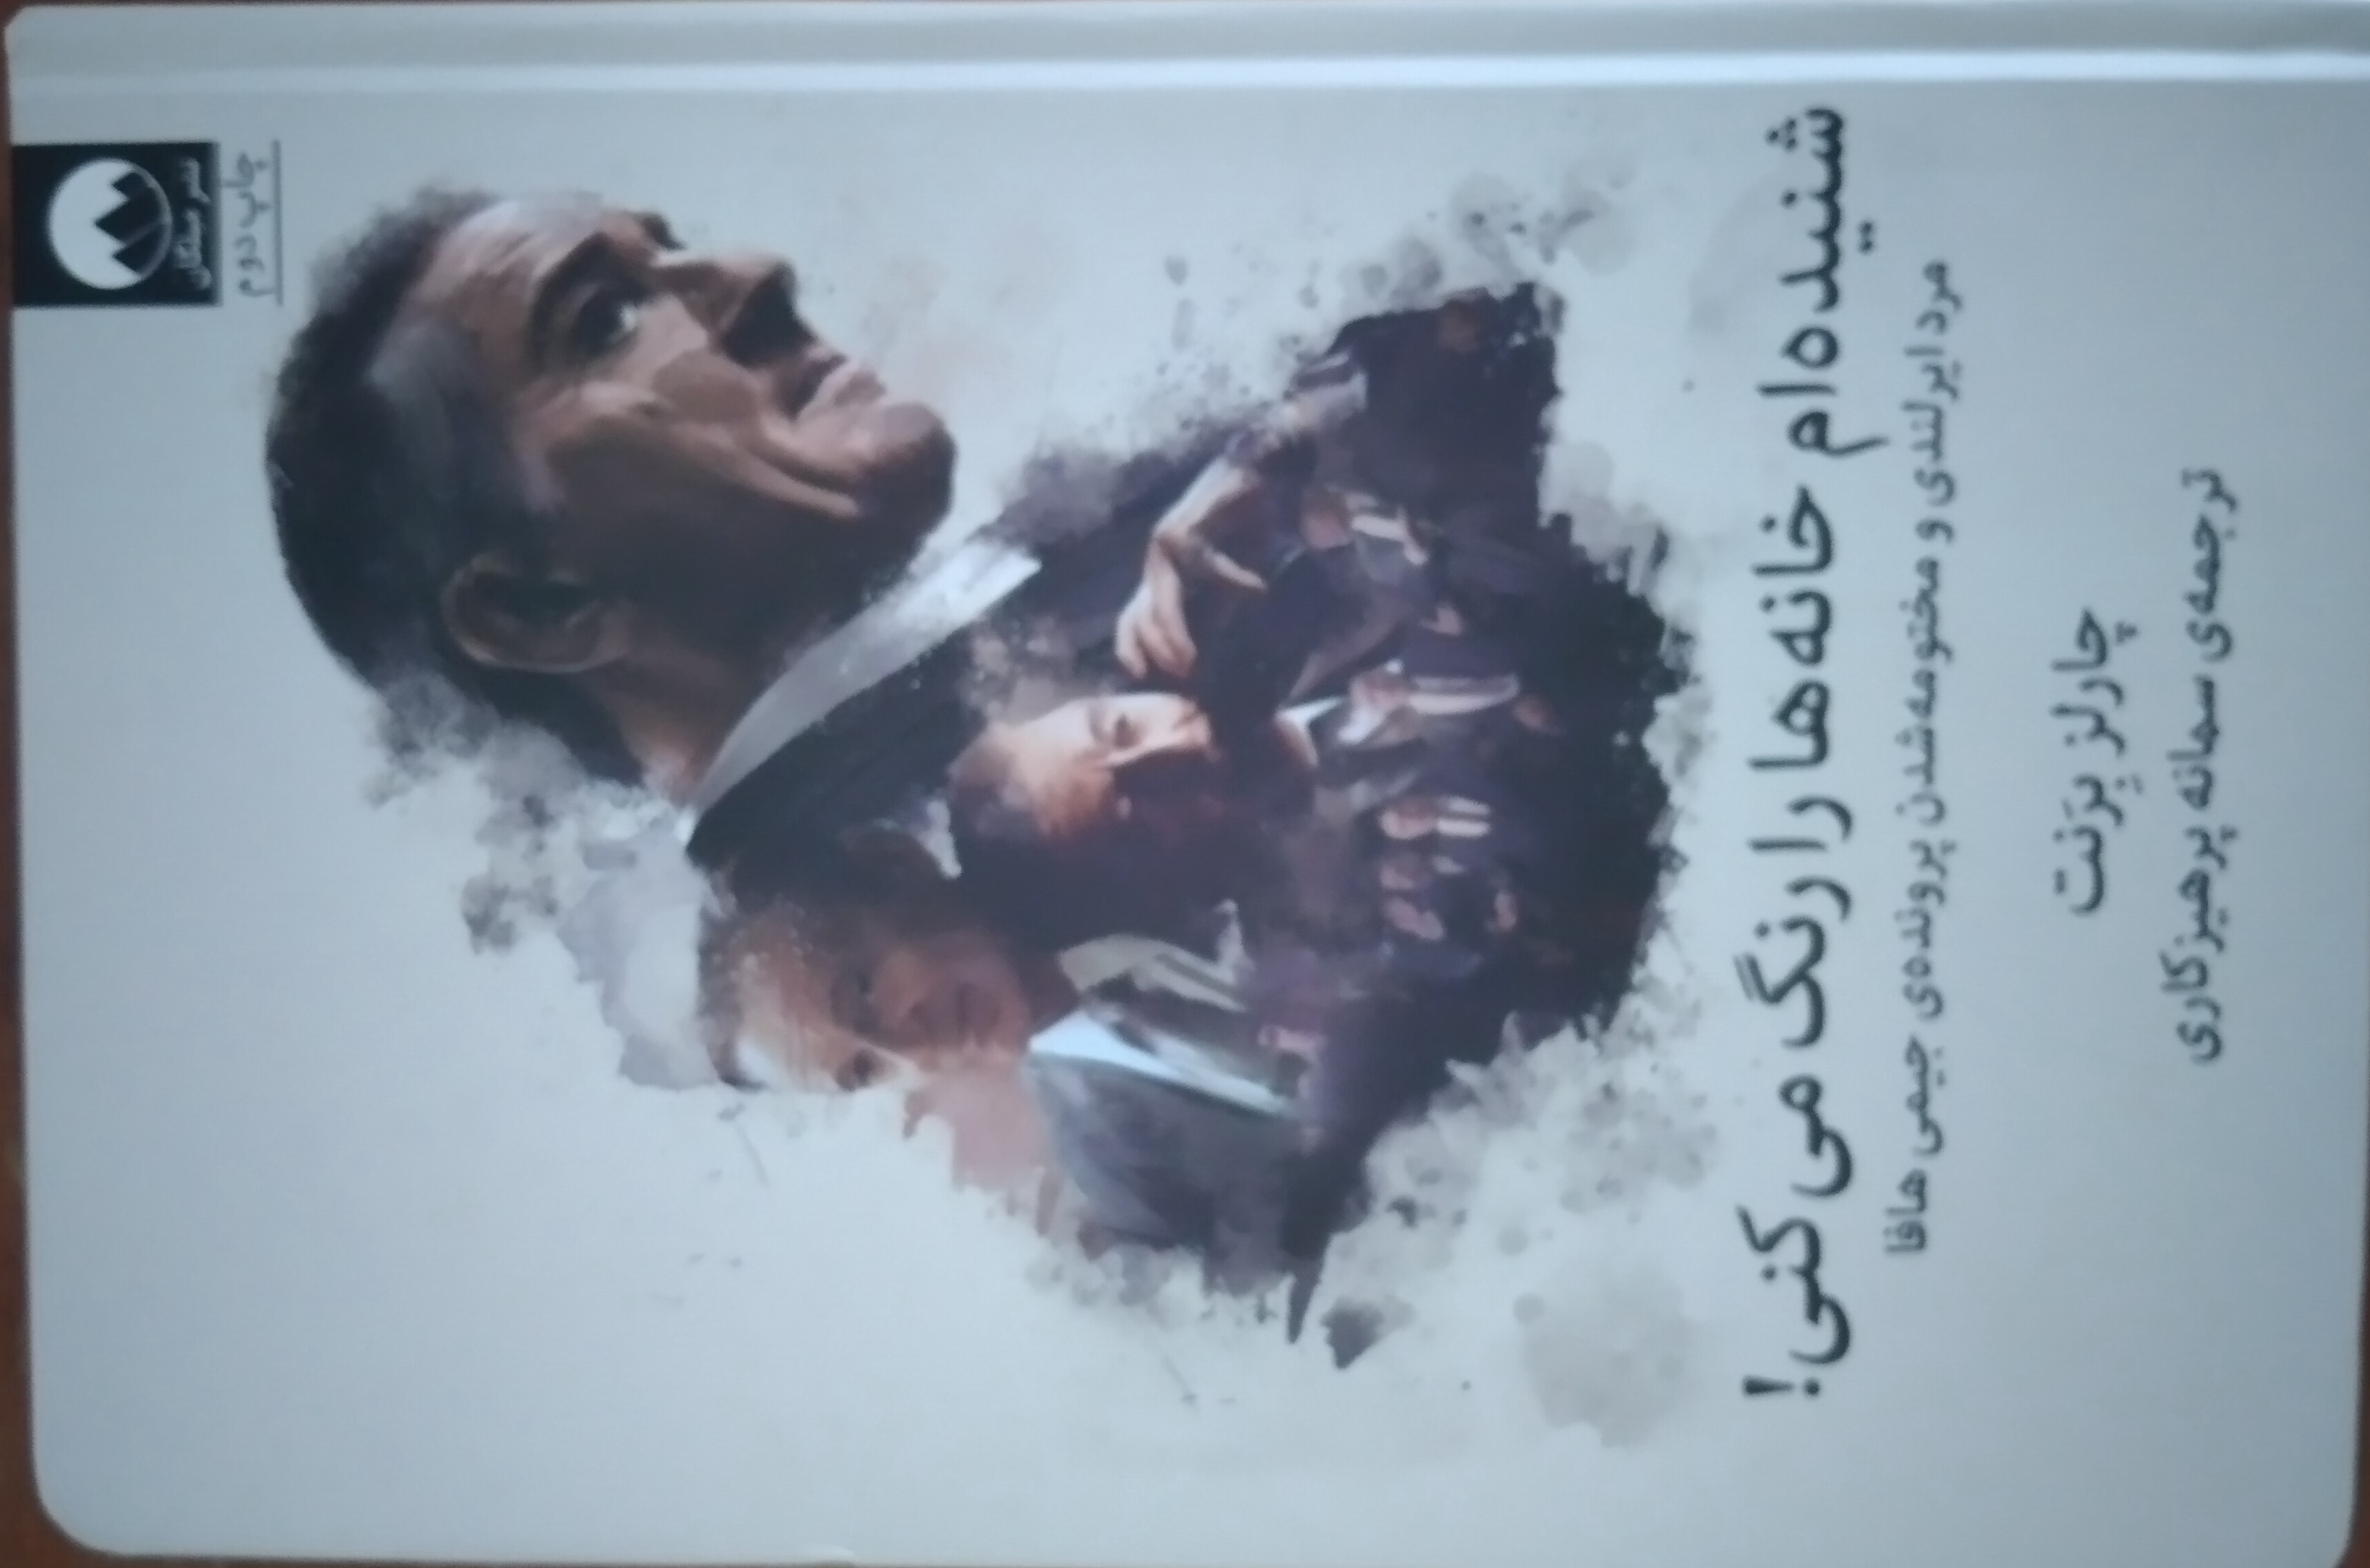 نشر میلکان
چاپ دوم
شنیده‌ام خانه‌ها را رنگ می‌کنی!
مرد ایرلندی و مختومه‌شدن پرونده‌ی جیمی هافا
چارلز بِرَنت
ترجمه‌ی سمانه پرهیزکاری